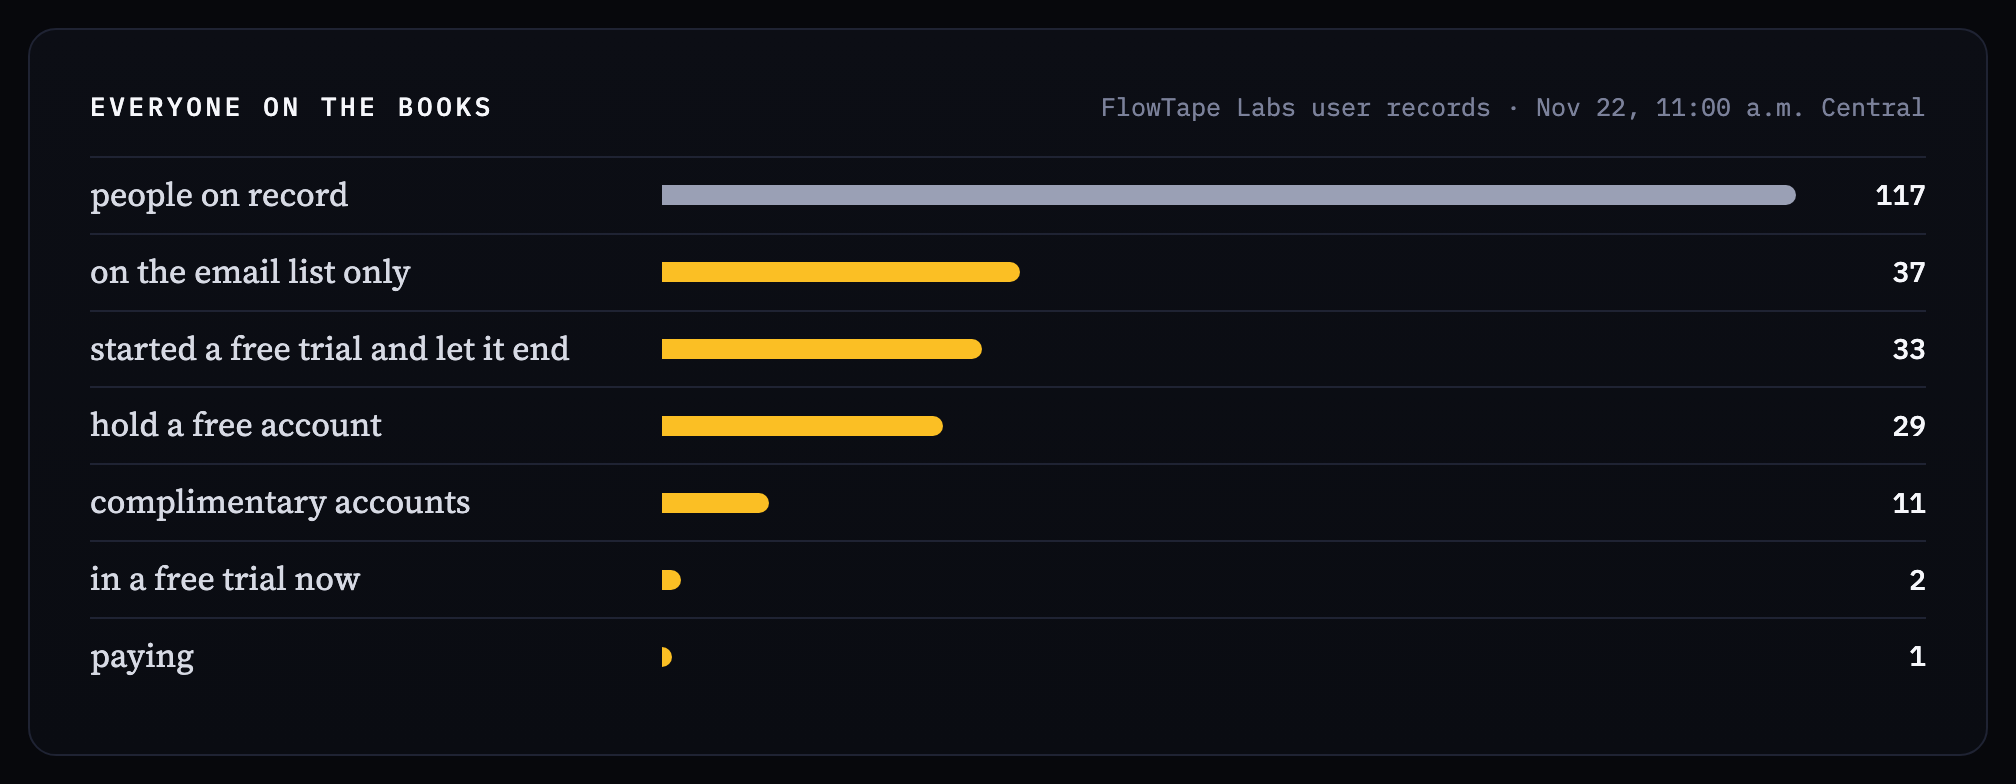 EVERYONE ON THE BOOKS
FlowTape Labs user records · Nov 22, 11:00 a.m. Central
people on record 117
on the email list only 37
started a free trial and let it end 33
hold a free account 29
complimentary accounts 11
in a free trial now 2
paying 1